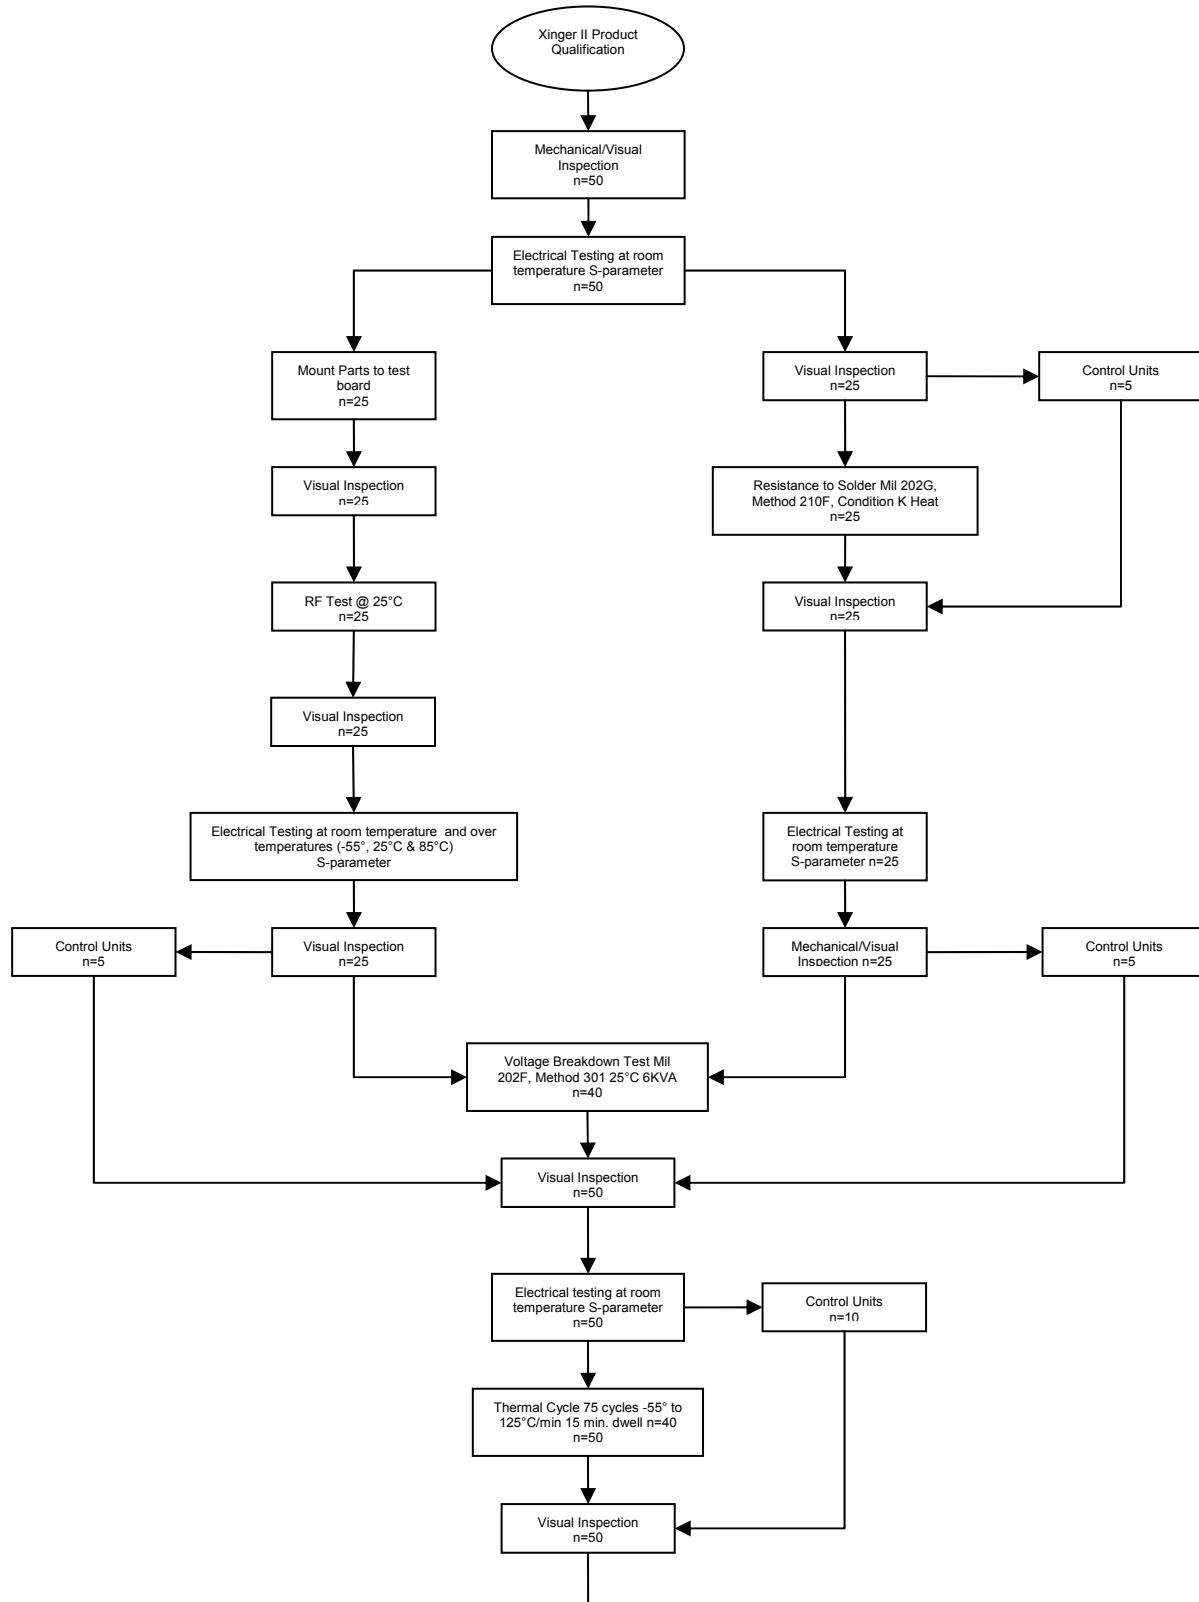 Xinger II Product
Qualification
Mechanical/Visual
Inspection
n=50
Electrical Testing at room
temperature S-parameter
n=50
Mount Parts to test
board
n=25
Visual Inspection
n=25
Control Units
n=5
Visual Inspection
n=25
Resistance to Solder Mil 202G,
Method 210F, Condition K Heat
n=25
RF Test @ 25°C
n=25
Visual Inspection
n=25
Visual Inspection
n=25
Electrical Testing at room temperature  and over
temperatures (-55°, 25°C & 85°C)
S-parameter
Electrical Testing at
room temperature
S-parameter n=25
Control Units
n=5
Visual Inspection
n=25
Mechanical/Visual
Inspection n=25
Control Units
n=5
Voltage Breakdown Test Mil
202F, Method 301 25°C 6KVA
n=40
Visual Inspection
n=50
Electrical testing at room
temperature S-parameter
n=50
Control Units
n=10
Thermal Cycle 75 cycles -55° to
125°C/min 15 min. dwell n=40
n=50
Visual Inspection
n=50